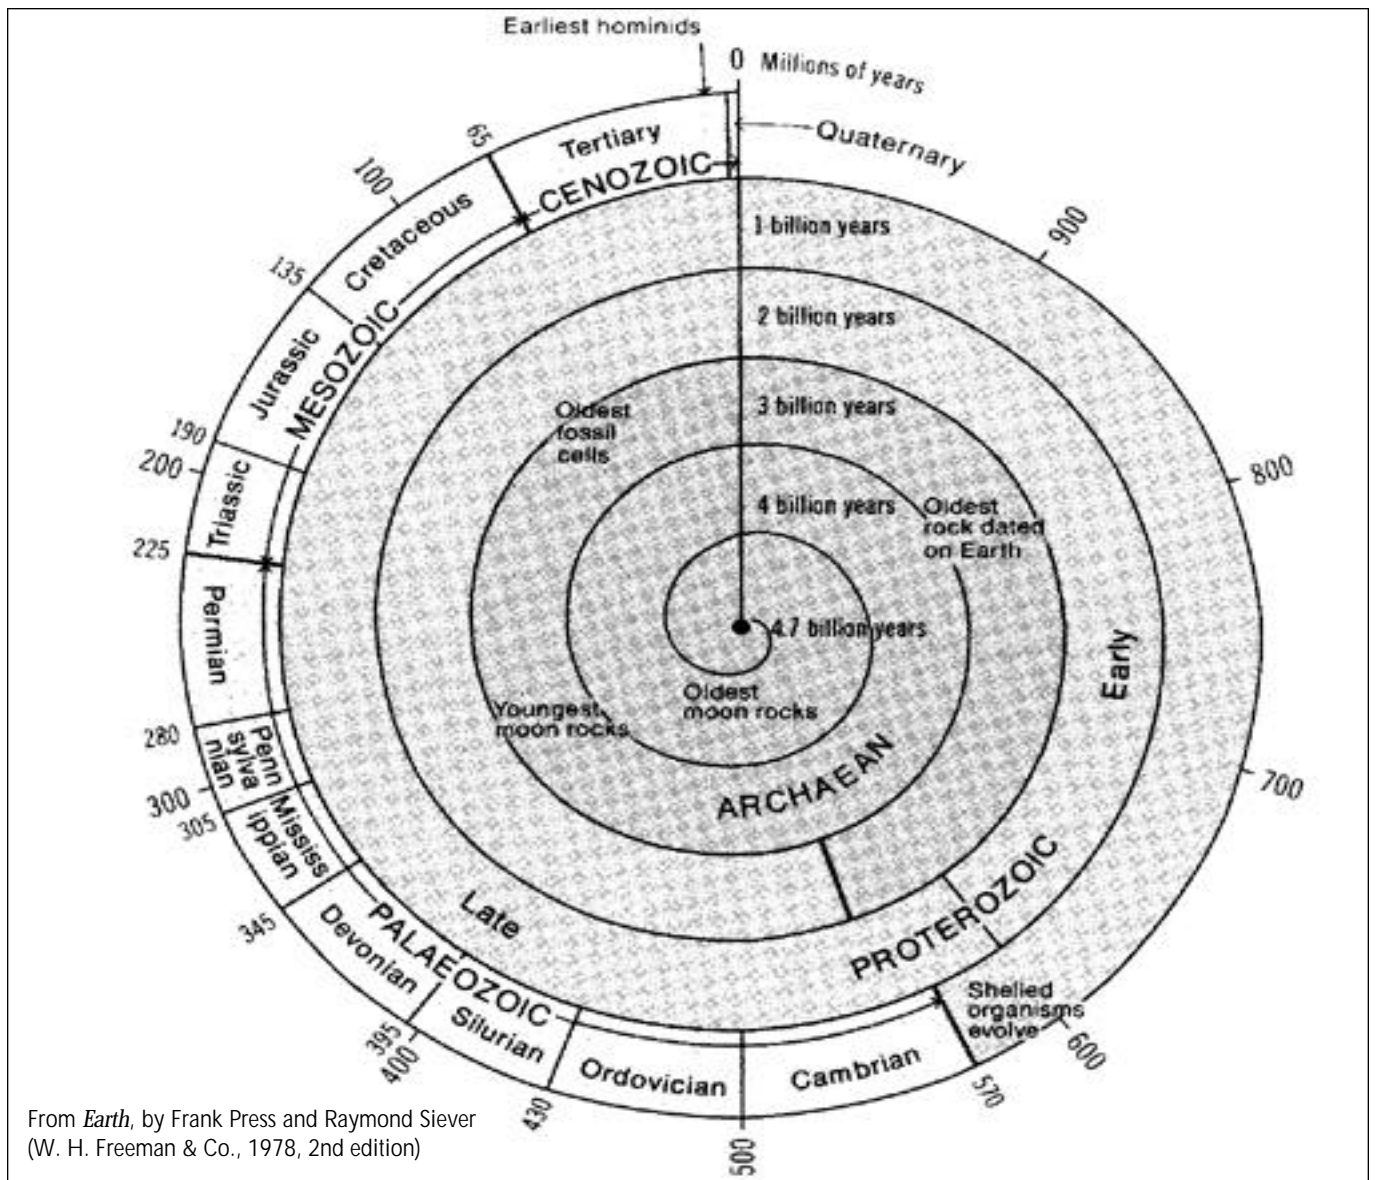 Earliest hominids
0 Millions of years
Quaternary
Tertiary
CENOZOIC
65
100
Cretaceous
135
MESOZOIC
Jurassic
190
200
Triassic
225
Permian
280
Penn
sylva
nian
300
305
Mississ
ippian
345
Devonian
PALAEOZOIC
395
400
Silurian
430
Ordovician
500
Cambrian
570
600
700
800
900
1 billion years
2 billion years
3 billion years
4 billion years
4.7 billion years
Oldest
fossil
cells
Oldest
rock dated
on Earth
Oldest
moon rocks
Youngest
moon rocks
ARCHAEAN
Early
PROTEROZOIC
Late
Shelled
organisms
evolve
From Earth, by Frank Press and Raymond Siever
(W. H. Freeman & Co., 1978, 2nd edition)